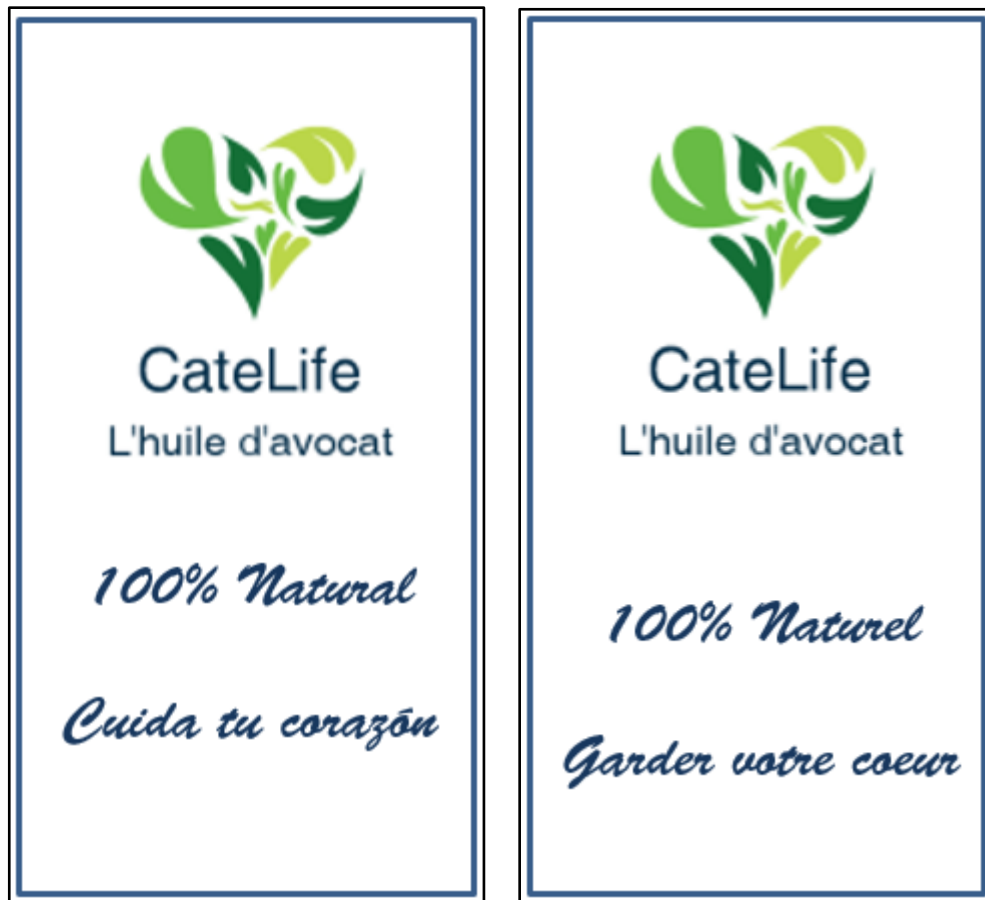 CateLife
L'huile d'avocat
100% Natural
Cuida tu corazón
CateLife
L'huile d'avocat
100% Naturel
Garder votre coeur